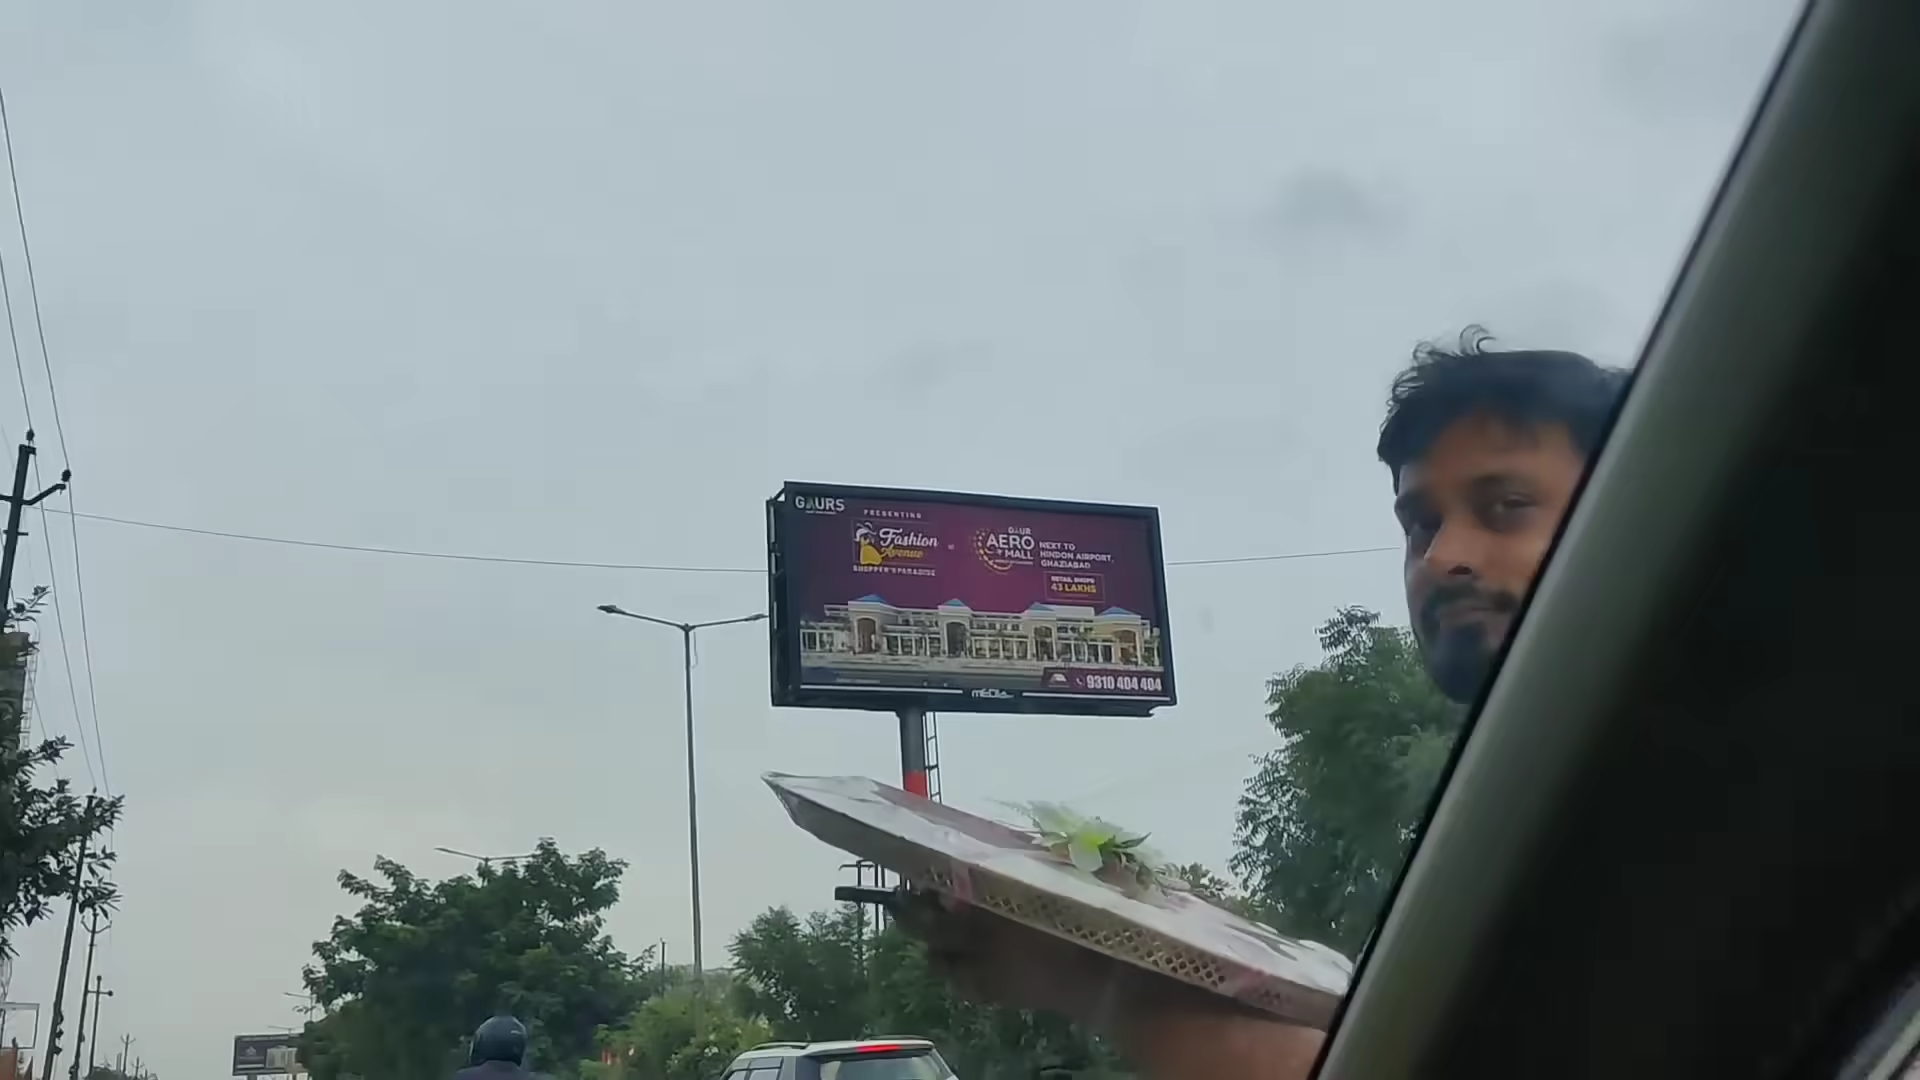 GAURS
PRESENTING
Fashion
Avenue
SHOPPER'S PARADISE
GAUR
AERO
MALL
NEXT TO
HINDON AIRPORT,
GHAZIABAD
RETAIL SHOPS
43 LAKHS
MEDIA
9310 404 404